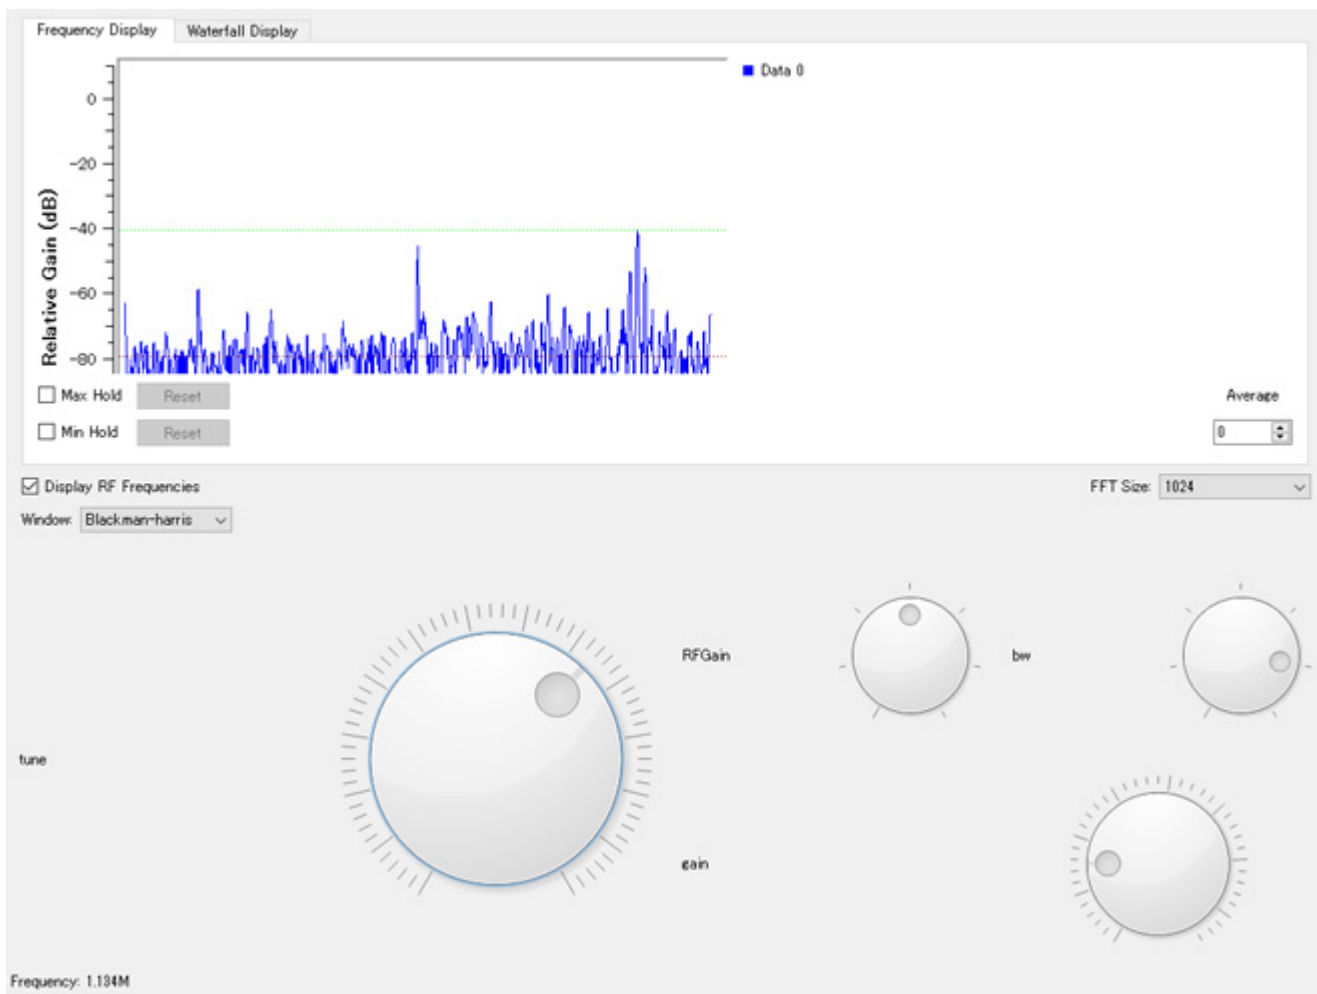 Frequency Display
Waterfall Display
Data 0
0
-20
-40
-60
-80
Relative Gain (dB)
Max Hold
Reset
Average
Min Hold
Reset
0
Display RF Frequencies
FFT Size: 1024
Window: Blackman-harris
RFGain
bw
tune
gain
Frequency: 1.134M